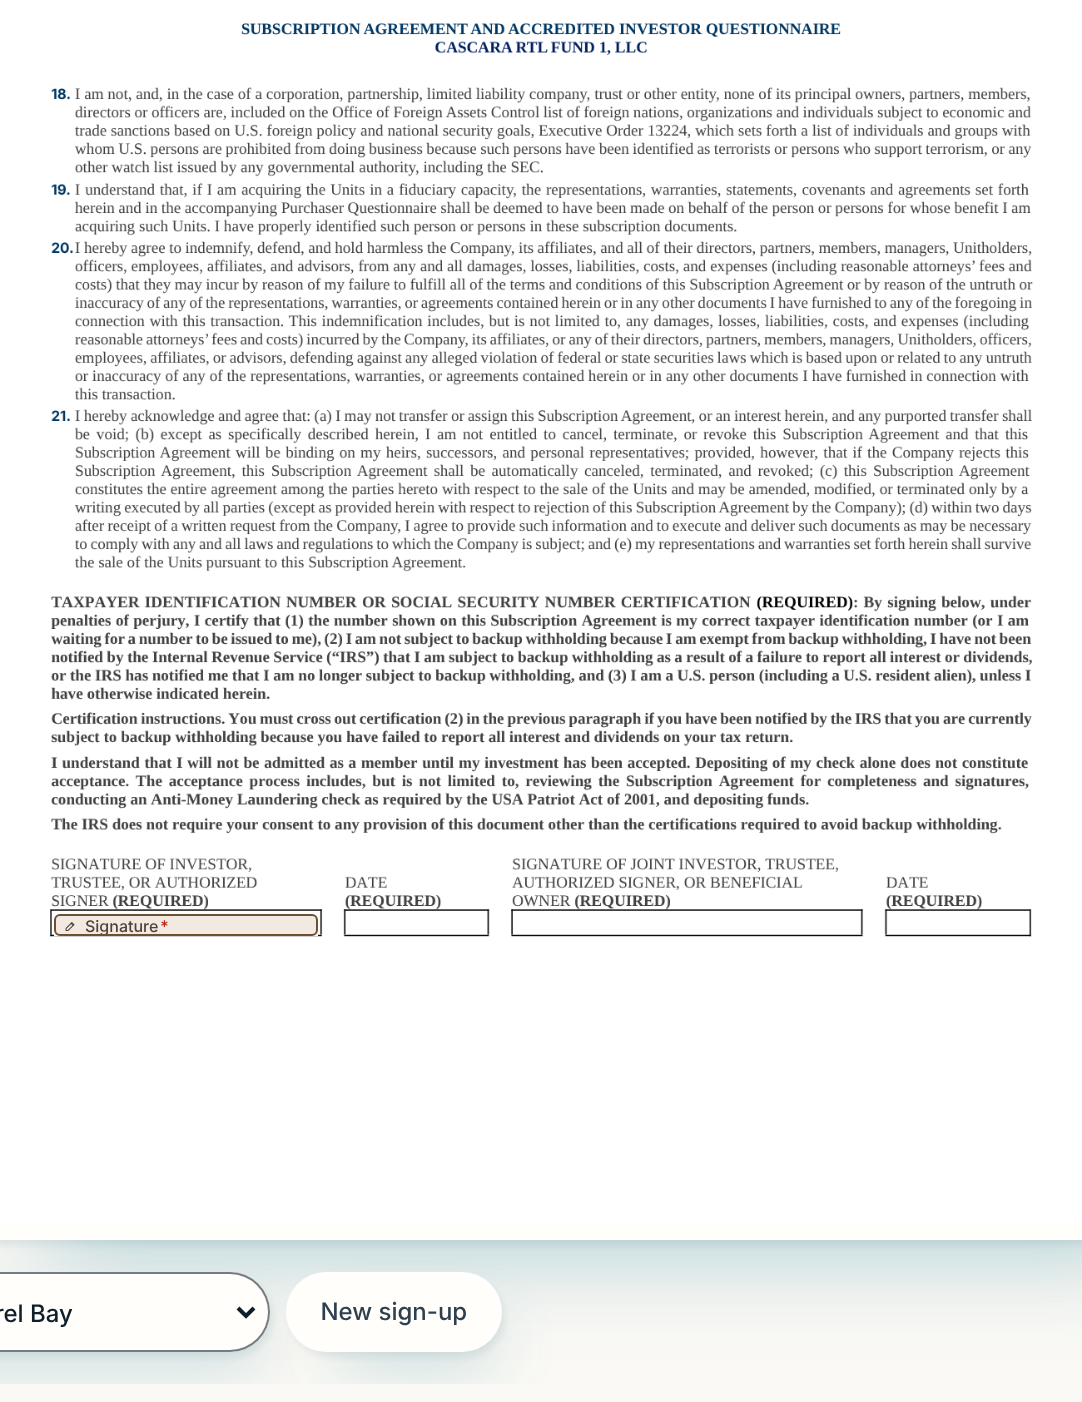 SUBSCRIPTION AGREEMENT AND ACCREDITED INVESTOR QUESTIONNAIRE
CASCARA RTL FUND 1, LLC
18. I am not, and, in the case of a corporation, partnership, limited liability company, trust or other entity, none of its principal owners, partners, members,
directors or officers are, included on the Office of Foreign Assets Control list of foreign nations, organizations and individuals subject to economic and
trade sanctions based on U.S. foreign policy and national security goals, Executive Order 13224, which sets forth a list of individuals and groups with
whom U.S. persons are prohibited from doing business because such persons have been identified as terrorists or persons who support terrorism, or any
other watch list issued by any governmental authority, including the SEC.
19. I understand that, if I am acquiring the Units in a fiduciary capacity, the representations, warranties, statements, covenants and agreements set forth
herein and in the accompanying Purchaser Questionnaire shall be deemed to have been made on behalf of the person or persons for whose benefit I am
acquiring such Units. I have properly identified such person or persons in these subscription documents.
20. I hereby agree to indemnify, defend, and hold harmless the Company, its affiliates, and all of their directors, partners, members, managers, Unitholders,
officers, employees, affiliates, and advisors, from any and all damages, losses, liabilities, costs, and expenses (including reasonable attorneys’ fees and
costs) that they may incur by reason of my failure to fulfill all of the terms and conditions of this Subscription Agreement or by reason of the untruth or
inaccuracy of any of the representations, warranties, or agreements contained herein or in any other documents I have furnished to any of the foregoing in
connection with this transaction. This indemnification includes, but is not limited to, any damages, losses, liabilities, costs, and expenses (including
reasonable attorneys’ fees and costs) incurred by the Company, its affiliates, or any of their directors, partners, members, managers, Unitholders, officers,
employees, affiliates, or advisors, defending against any alleged violation of federal or state securities laws which is based upon or related to any untruth
or inaccuracy of any of the representations, warranties, or agreements contained herein or in any other documents I have furnished in connection with
this transaction.
21. I hereby acknowledge and agree that: (a) I may not transfer or assign this Subscription Agreement, or an interest herein, and any purported transfer shall
be void; (b) except as specifically described herein, I am not entitled to cancel, terminate, or revoke this Subscription Agreement and that this
Subscription Agreement will be binding on my heirs, successors, and personal representatives; provided, however, that if the Company rejects this
Subscription Agreement, this Subscription Agreement shall be automatically canceled, terminated, and revoked; (c) this Subscription Agreement
constitutes the entire agreement among the parties hereto with respect to the sale of the Units and may be amended, modified, or terminated only by a
writing executed by all parties (except as provided herein with respect to rejection of this Subscription Agreement by the Company); (d) within two days
after receipt of a written request from the Company, I agree to provide such information and to execute and deliver such documents as may be necessary
to comply with any and all laws and regulations to which the Company is subject; and (e) my representations and warranties set forth herein shall survive
the sale of the Units pursuant to this Subscription Agreement.
TAXPAYER IDENTIFICATION NUMBER OR SOCIAL SECURITY NUMBER CERTIFICATION (REQUIRED): By signing below, under
penalties of perjury, I certify that (1) the number shown on this Subscription Agreement is my correct taxpayer identification number (or I am
waiting for a number to be issued to me), (2) I am not subject to backup withholding because I am exempt from backup withholding, I have not been
notified by the Internal Revenue Service (“IRS”) that I am subject to backup withholding as a result of a failure to report all interest or dividends,
or the IRS has notified me that I am no longer subject to backup withholding, and (3) I am a U.S. person (including a U.S. resident alien), unless I
have otherwise indicated herein.
Certification instructions. You must cross out certification (2) in the previous paragraph if you have been notified by the IRS that you are currently
subject to backup withholding because you have failed to report all interest and dividends on your tax return.
I understand that I will not be admitted as a member until my investment has been accepted. Depositing of my check alone does not constitute
acceptance. The acceptance process includes, but is not limited to, reviewing the Subscription Agreement for completeness and signatures,
conducting an Anti-Money Laundering check as required by the USA Patriot Act of 2001, and depositing funds.
The IRS does not require your consent to any provision of this document other than the certifications required to avoid backup withholding.
SIGNATURE OF INVESTOR,
TRUSTEE, OR AUTHORIZED
SIGNER (REQUIRED)
DATE
(REQUIRED)
SIGNATURE OF JOINT INVESTOR, TRUSTEE,
AUTHORIZED SIGNER, OR BENEFICIAL
OWNER (REQUIRED)
DATE
(REQUIRED)
Signature*
rel Bay
New sign-up